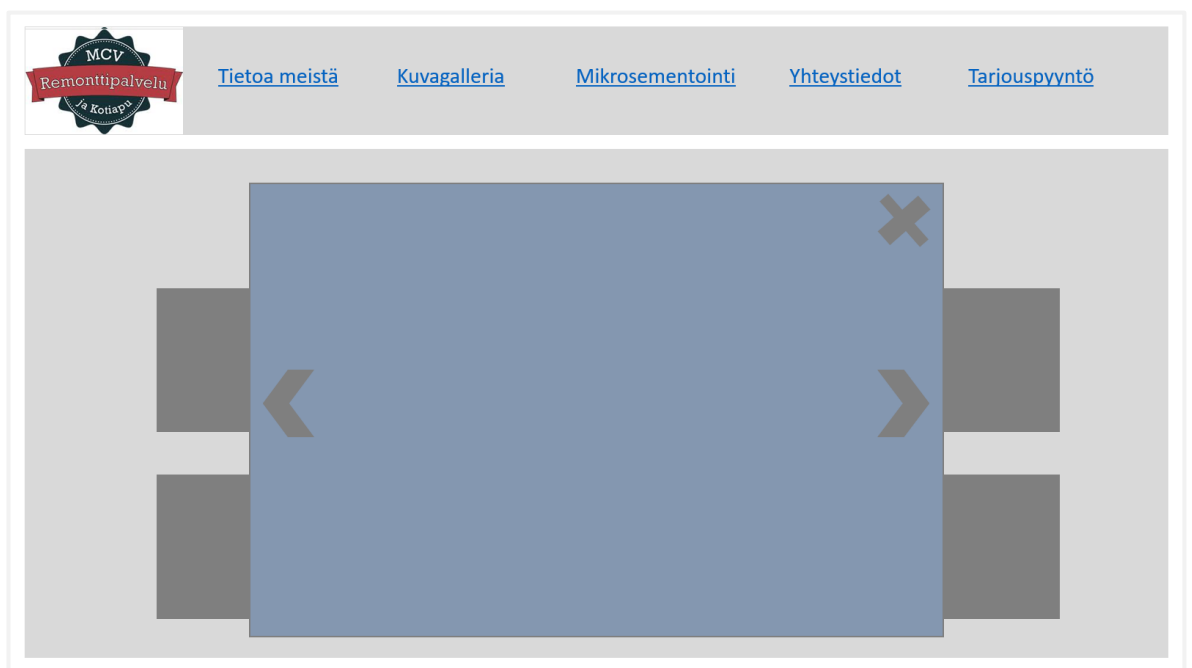 MCV
Remonttipalvelu
ja Kotiapu
Tietoa meistä Kuvagalleria Mikrosementointi Yhteystiedot Tarjouspyyntö